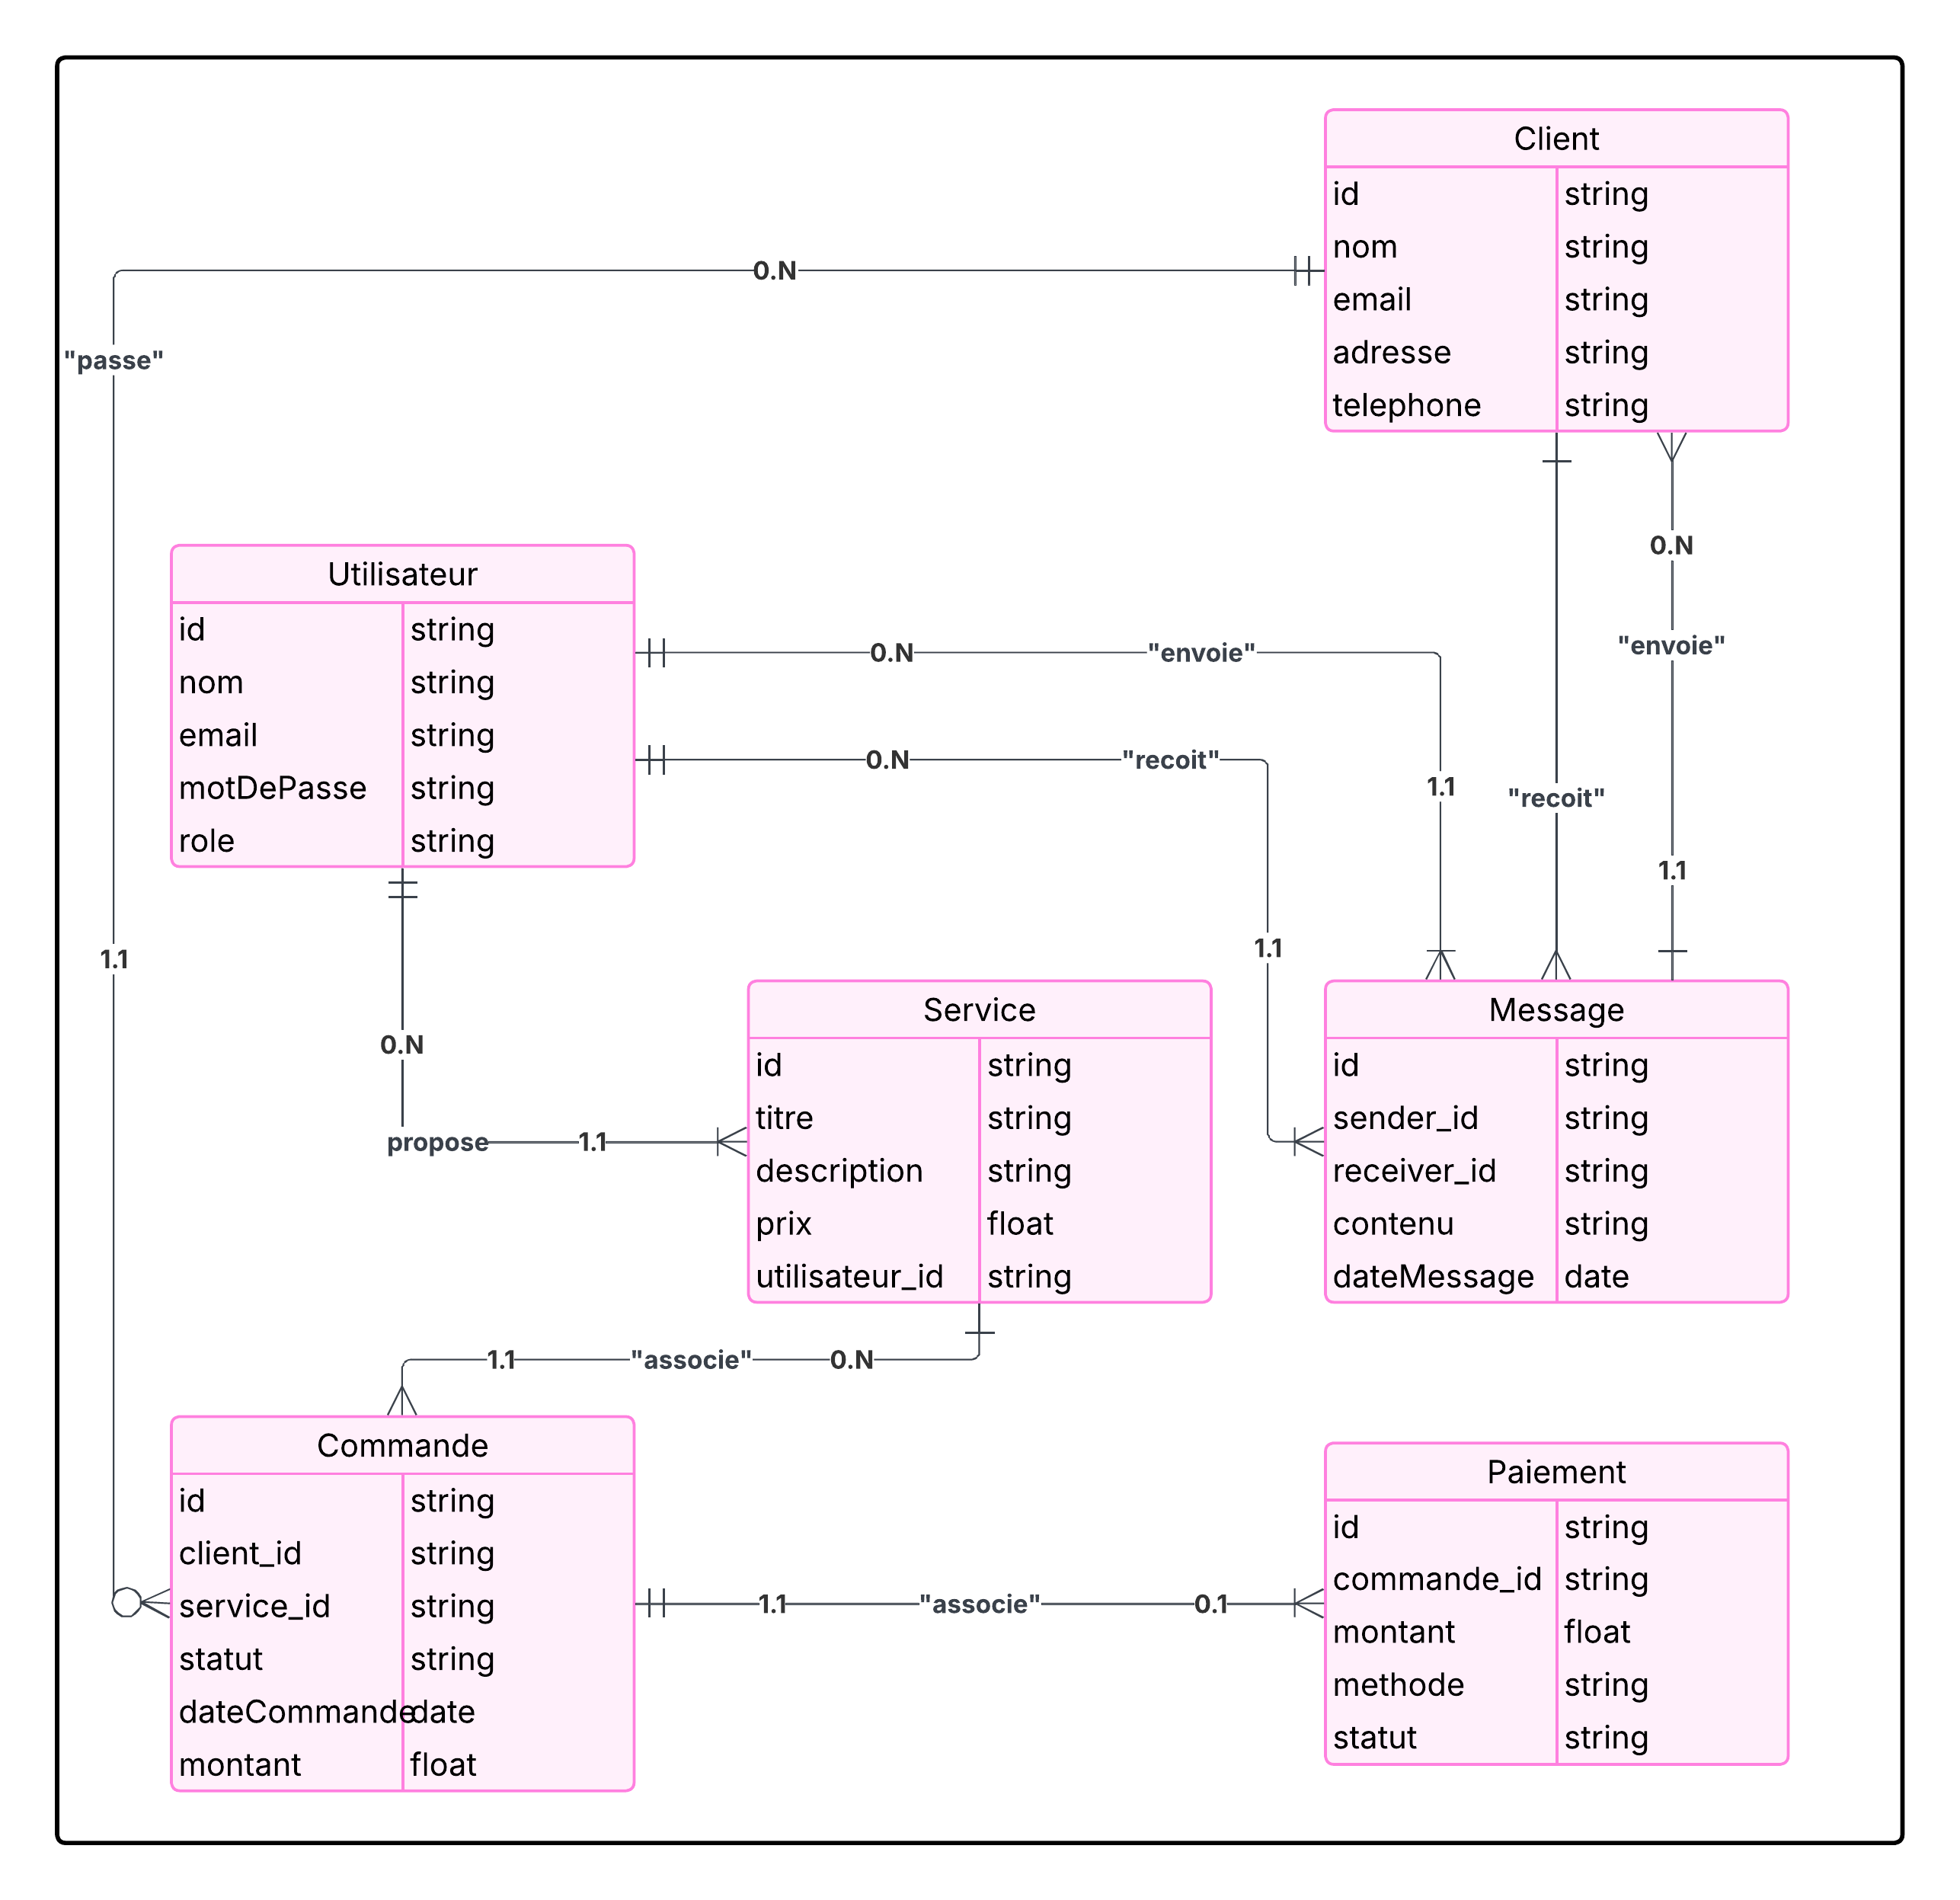 Client
id string
nom string
email string
adresse string
telephone string
0.N
"passe"
1.1
Utilisateur
id string
nom string
email string
motDePasse string
role string
0.N "envoie"
1.1
0.N "recoit"
1.1
"recoit"
0.N
"envoie"
1.1
0.N
propose 1.1
Service
id string
titre string
description string
prix float
utilisateur_id string
Message
id string
sender_id string
receiver_id string
contenu string
dateMessage date
1.1 "associe" 0.N
Commande
id string
client_id string
service_id string
statut string
dateCommande date
montant float
1.1 "associe" 0.1
Paiement
id string
commande_id string
montant float
methode string
statut string